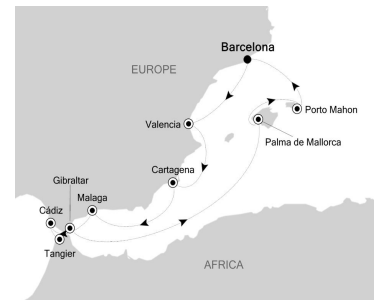 Barcelona
EUROPE
Porto Mahon
Valencia
Palma de Mallorca
Cartagena
Gibraltar
Malaga
Cádiz
Tangier
AFRICA